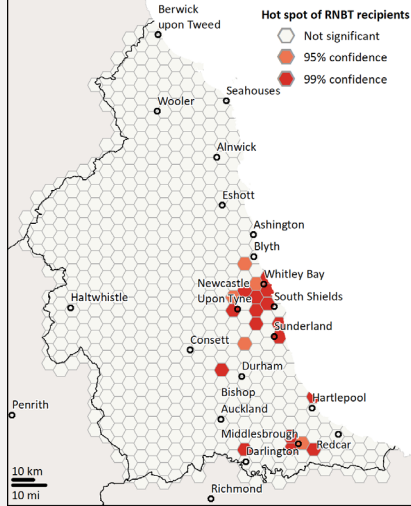 Berwick
upon Tweed
Hot spot of RNBT recipients
Not significant
95% confidence
99% confidence
Seahouses
Wooler
Alnwick
Eshott
Ashington
Blyth
Whitley Bay
Newcastle
Upon Tyne
South Shields
Haltwhistle
Sunderland
Consett
Durham
Bishop
Auckland
Hartlepool
Penrith
Middlesbrough
Redcar
Darlington
10 km
10 mi
Richmond